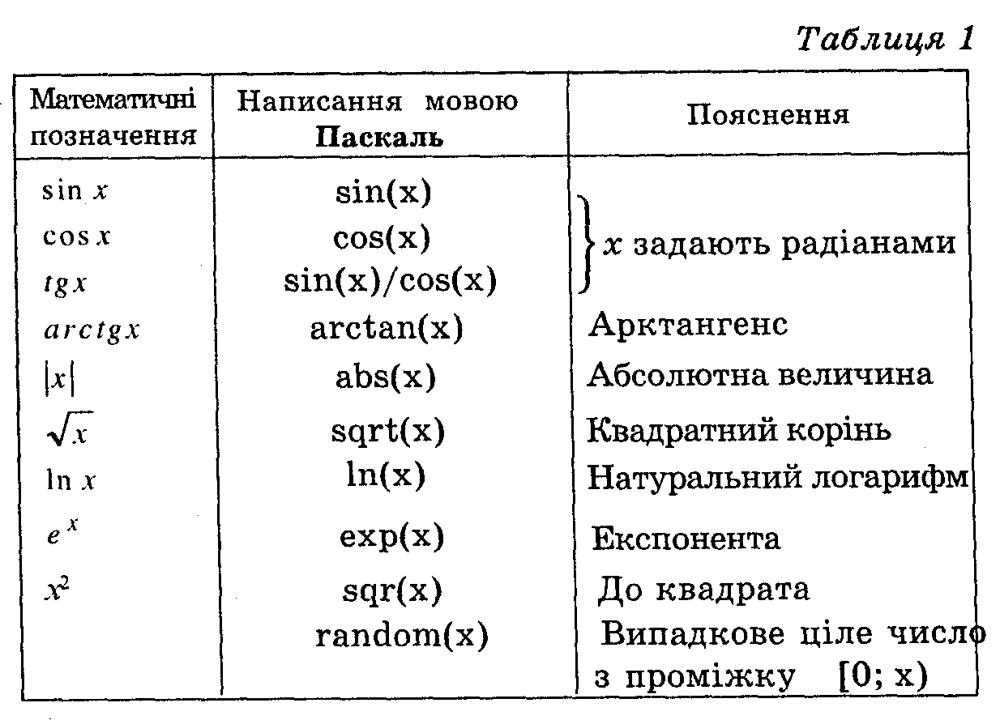 Таблиця 1
Математичні позначення | Написання мовою Паскаль | Пояснення
sin x | sin(x) | } x задають радіанами
cos x | cos(x)
tg x | sin(x)/cos(x)
arctg x | arctan(x) | Арктангенс
|x| | abs(x) | Абсолютна величина
√x | sqrt(x) | Квадратний корінь
ln x | ln(x) | Натуральний логарифм
e^x | exp(x) | Експонента
x² | sqr(x) | До квадрата
random(x) | Випадкове ціле число
з проміжку [0; x)